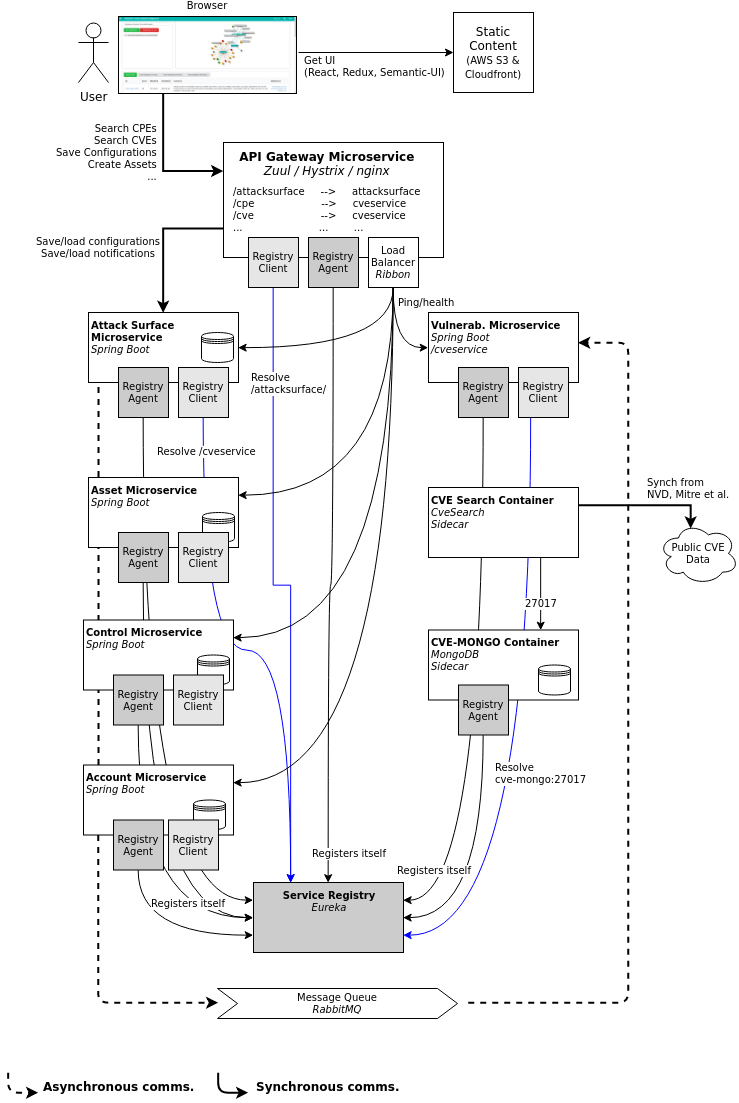 Browser
User
Get UI
(React, Redux, Semantic-UI)
Static
Content
(AWS S3 &
Cloudfront)
Search CPEs
Search CVEs
Save Configurations
Create Assets
...
API Gateway Microservice
Zuul / Hystrix / nginx
/attacksurface --> attacksurface
/cpe --> cveservice
/cve --> cveservice
... ... ...
Registry
Client
Registry
Agent
Load
Balancer
Ribbon
Save/load configurations
Save/load notifications
Ping/health
Attack Surface
Microservice
Spring Boot
Registry
Agent
Registry
Client
Resolve
/attacksurface/
Vulnerab. Microservice
Spring Boot
/cveservice
Registry
Agent
Registry
Client
Resolve /cveservice
Asset Microservice
Spring Boot
Registry
Agent
Registry
Client
CVE Search Container
CveSearch
Sidecar
Synch from
NVD, Mitre et al.
Public CVE
Data
27017
Control Microservice
Spring Boot
Registry
Agent
Registry
Client
CVE-MONGO Container
MongoDB
Sidecar
Registry
Agent
Resolve
cve-mongo:27017
Account Microservice
Spring Boot
Registry
Agent
Registry
Client
Registers itself
Registers itself
Registers itself
Service Registry
Eureka
Message Queue
RabbitMQ
Asynchronous comms.
Synchronous comms.